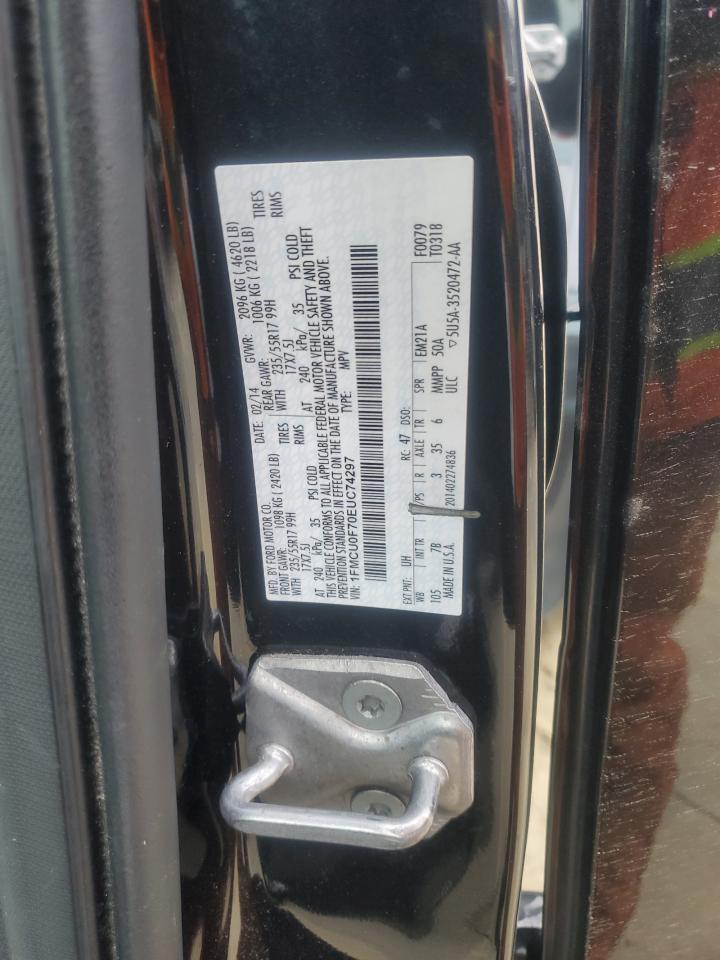 MFD. BY FORD MOTOR CO. DATE: 02/14 GVWR: 2096 KG ( 4620 LB)
FRONT GAWR: 1098 KG ( 2420 LB) REAR GAWR: 1006 KG ( 2218 LB)
WITH 235/55R17 99H TIRES WITH 235/55R17 99H TIRES
17X7.5J RIMS 17X7.5J RIMS
AT 240 kPa/ 35 PSI COLD AT 240 kPa/ 35 PSI COLD
THIS VEHICLE CONFORMS TO ALL APPLICABLE FEDERAL MOTOR VEHICLE SAFETY AND THEFT
PREVENTION STANDARDS IN EFFECT ON THE DATE OF MANUFACTURE SHOWN ABOVE.
VIN: 1FMCU0F70EUC74297 TYPE: MPV
F0079
T0318
EXT PNT: UH RC: 47 DSO:
WB INT TR TP/PS R AXLE TR SPR EM21A
105 7B 3 35 6 MMPP 50A
MADE IN U.S.A. 201402274836 ULC 5U5A-3520472-AA